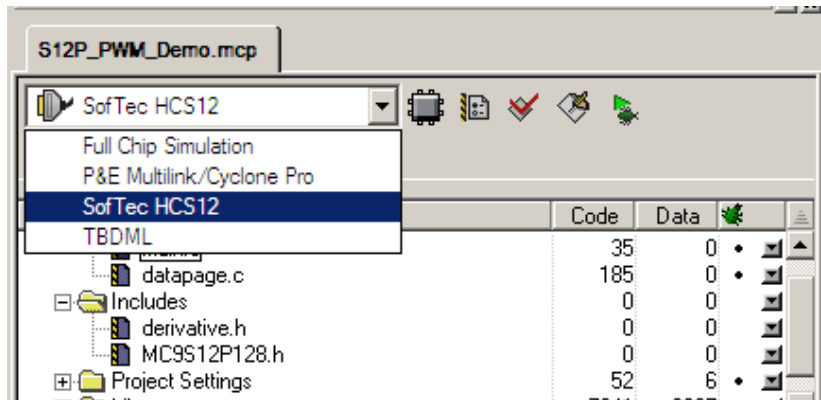 S12P_PWM_Demo.mcp
SofTec HCS12
Full Chip Simulation
P&E Multilink/Cyclone Pro
SofTec HCS12
TBDML
Code Data
35 0
datapage.c 185 0
Includes 0 0
derivative.h 0 0
MC9S12P128.h 0 0
Project Settings 52 6